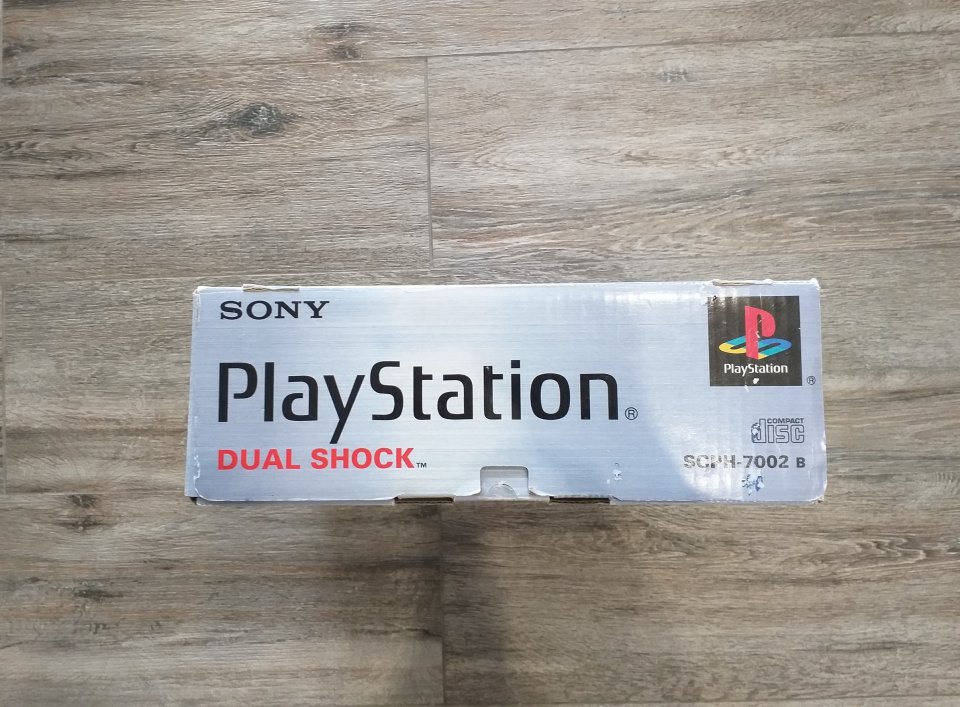 SONY
PlayStation®
DUAL SHOCK™
PlayStation
®
COMPACT
disc
SCPH-7002 B